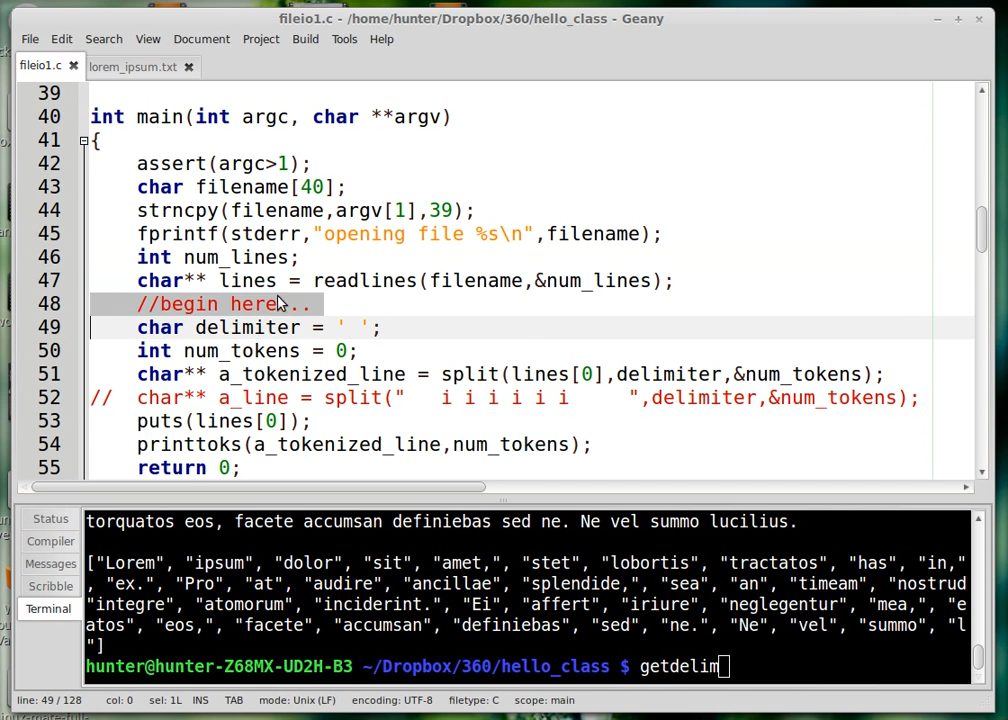 fileio1.c - /home/hunter/Dropbox/360/hello_class - Geany
File Edit Search View Document Project Build Tools Help
fileio1.c lorem_ipsum.txt
39
40 int main(int argc, char **argv)
41 {
42 assert(argc>1);
43 char filename[40];
44 strncpy(filename,argv[1],39);
45 fprintf(stderr,"opening file %s\n",filename);
46 int num_lines;
47 char** lines = readlines(filename,&num_lines);
48 //begin here...
49 char delimiter = ' ';
50 int num_tokens = 0;
51 char** a_tokenized_line = split(lines[0],delimiter,&num_tokens);
52 // char** a_line = split("   i i i i i i     ",delimiter,&num_tokens);
53 puts(lines[0]);
54 printtoks(a_tokenized_line,num_tokens);
55 return 0;
Status
Compiler
Messages
Scribble
Terminal
torquatos eos, facete accumsan definiebas sed ne. Ne vel summo lucilius.
["Lorem", "ipsum", "dolor", "sit", "amet,", "stet", "lobortis", "tractatos", "has", "in,"
, "ex.", "Pro", "at", "audire", "ancillae", "splendide,", "sea", "an", "timeam", "nostrud
"integre", "atomorum", "inciderint.", "Ei", "affert", "iriure", "neglegentur", "mea,", "e
atos", "eos,", "facete", "accumsan", "definiebas", "sed", "ne.", "Ne", "vel", "summo", "l
"]
hunter@hunter-Z68MX-UD2H-B3 ~/Dropbox/360/hello_class $ getdelim
line: 49 / 128 col: 0 sel: 1L INS TAB mode: Unix (LF) encoding: UTF-8 filetype: C scope: main